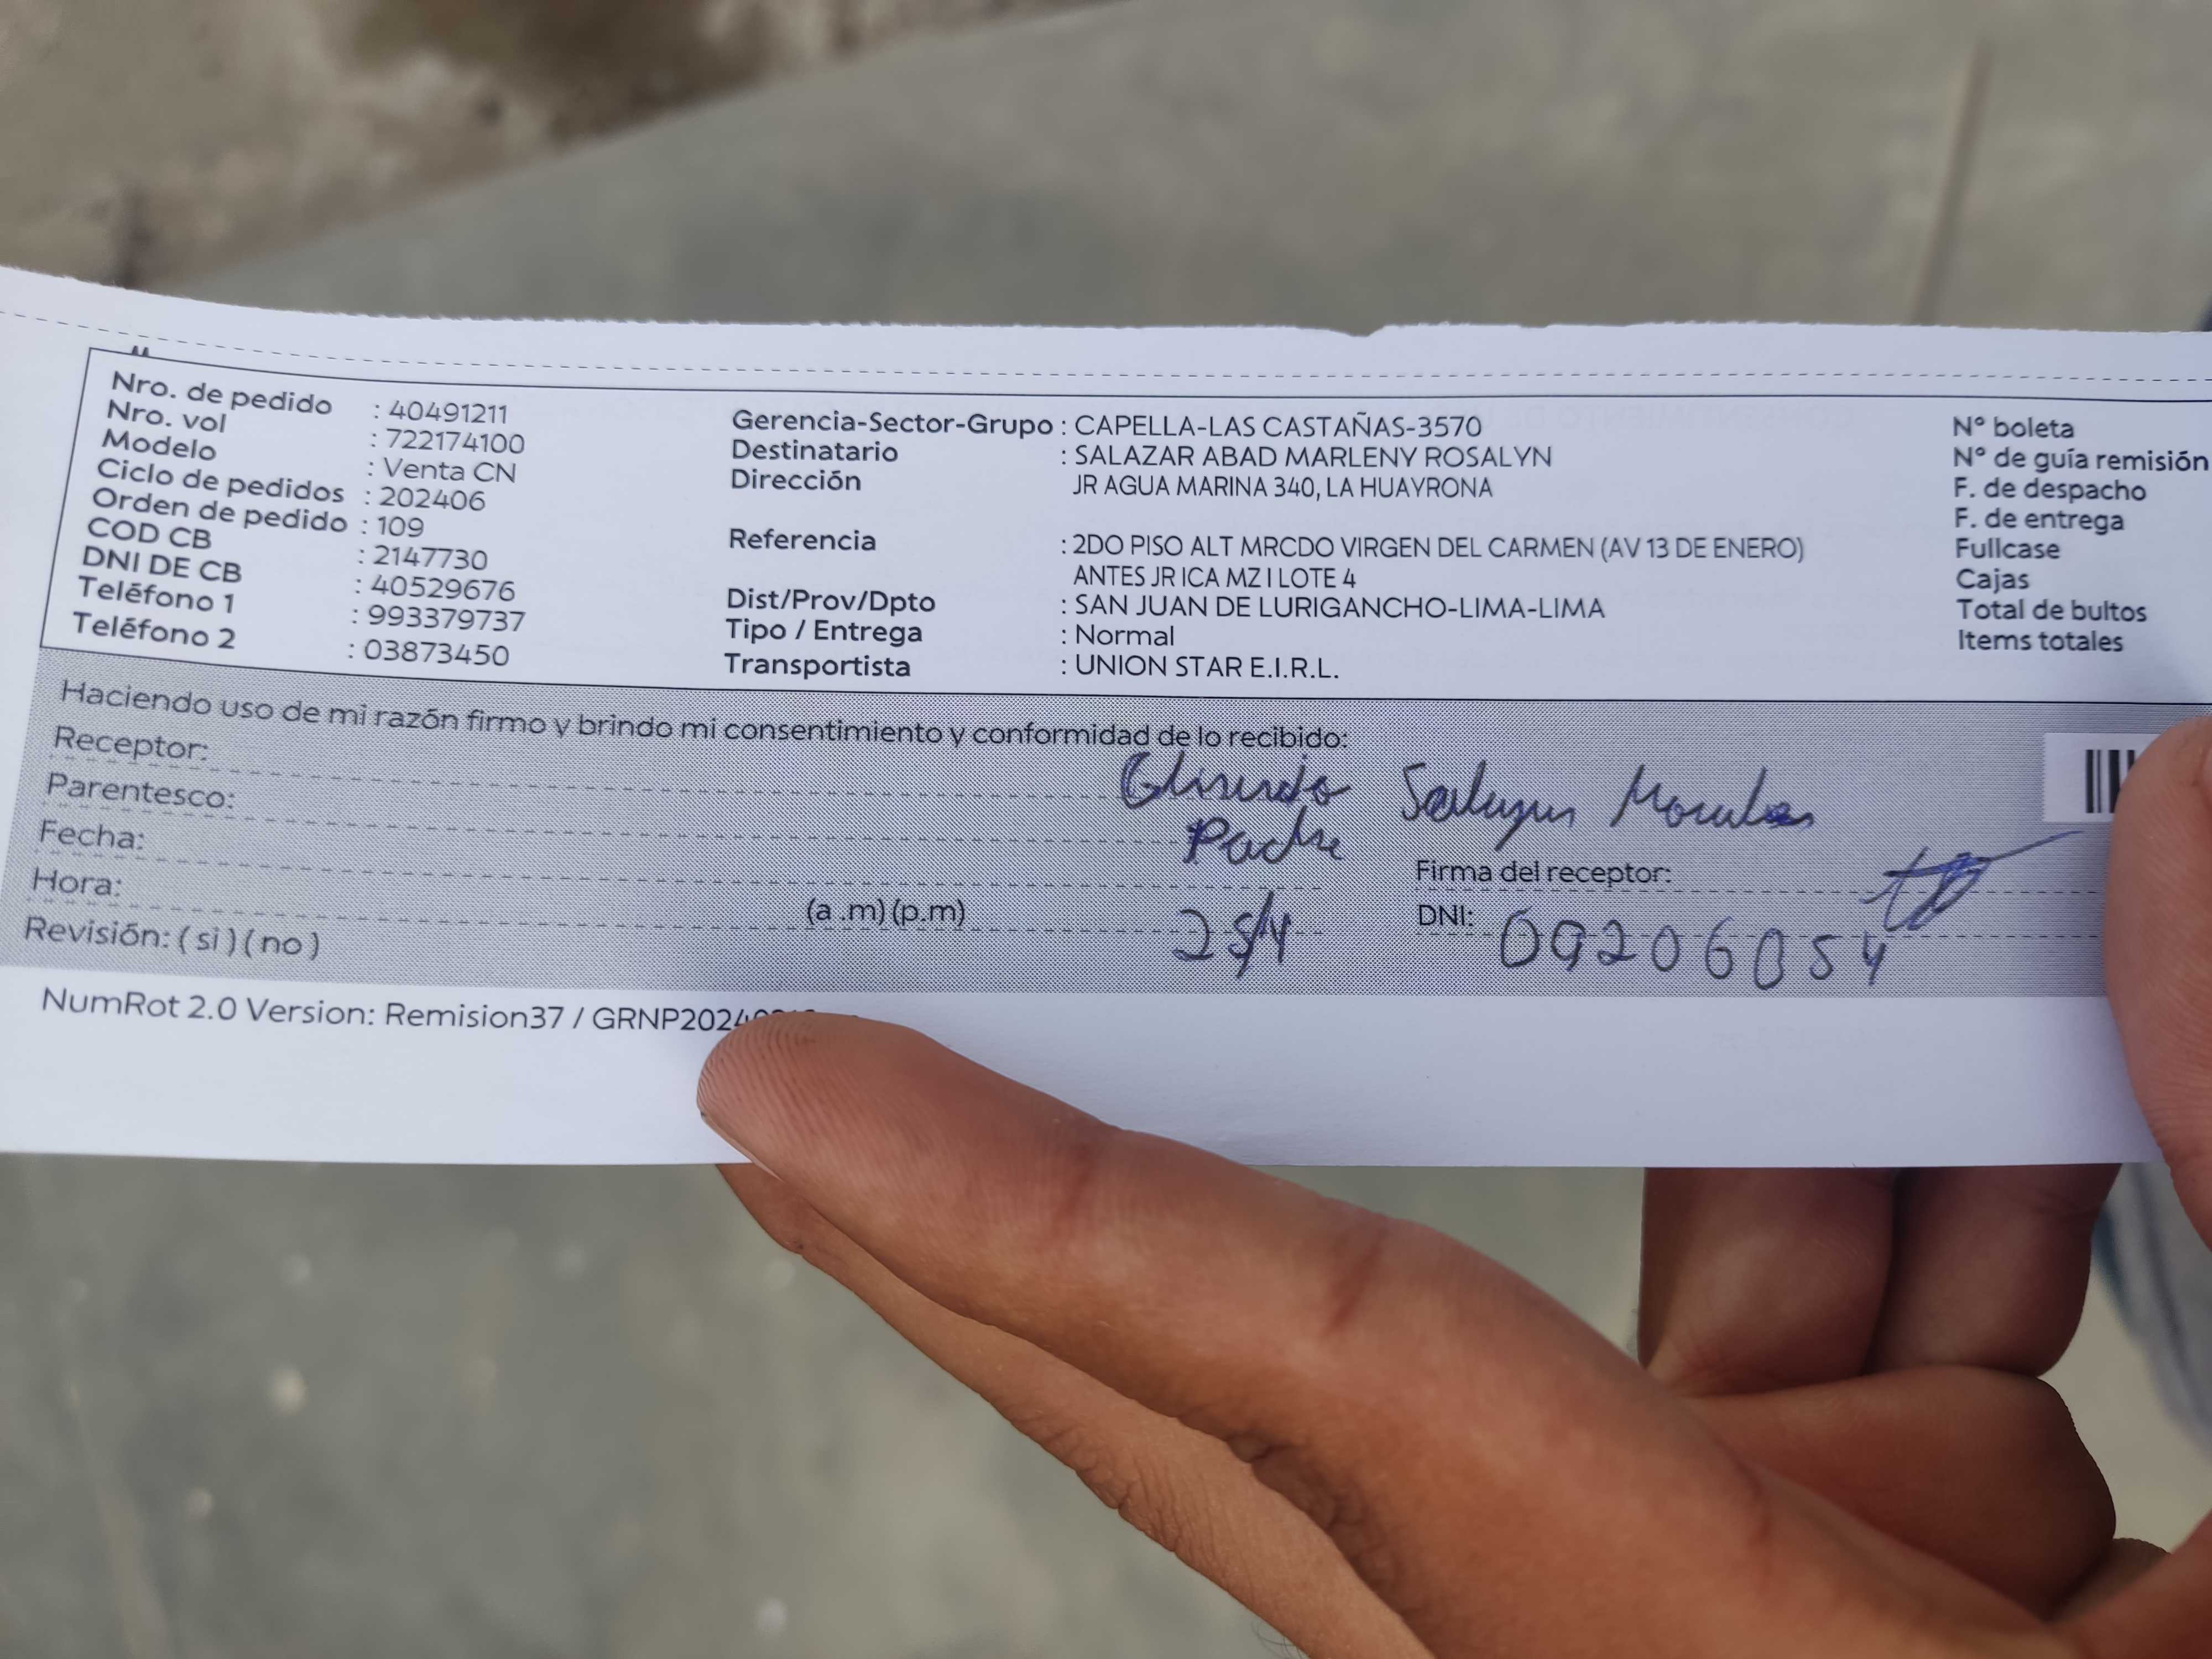 Nro. de pedido : 40491211
Nro. vol : 722174100
Modelo : Venta CN
Ciclo de pedidos : 202406
Orden de pedido : 109
COD CB : 2147730
DNI DE CB : 40529676
Teléfono 1 : 993379737
Teléfono 2 : 03873450
Gerencia-Sector-Grupo : CAPELLA-LAS CASTAÑAS-3570
Destinatario : SALAZAR ABAD MARLENY ROSALYN
Dirección JR AGUA MARINA 340, LA HUAYRONA
Referencia : 2DO PISO ALT MRCDO VIRGEN DEL CARMEN (AV 13 DE ENERO)
ANTES JR ICA MZ I LOTE 4
Dist/Prov/Dpto : SAN JUAN DE LURIGANCHO-LIMA-LIMA
Tipo / Entrega : Normal
Transportista : UNION STAR E.I.R.L.
N° boleta
N° de guía remisión
F. de despacho
F. de entrega
Fullcase
Cajas
Total de bultos
Items totales
Haciendo uso de mi razón firmo y brindo mi consentimiento y conformidad de lo recibido:
Receptor:
Parentesco: Padre
Fecha: 25/4
Hora: (a .m) (p.m)
Revisión: ( si ) ( no )
Firma del receptor:
DNI: 09206054
NumRot 2.0 Version: Remision37 / GRNP2024